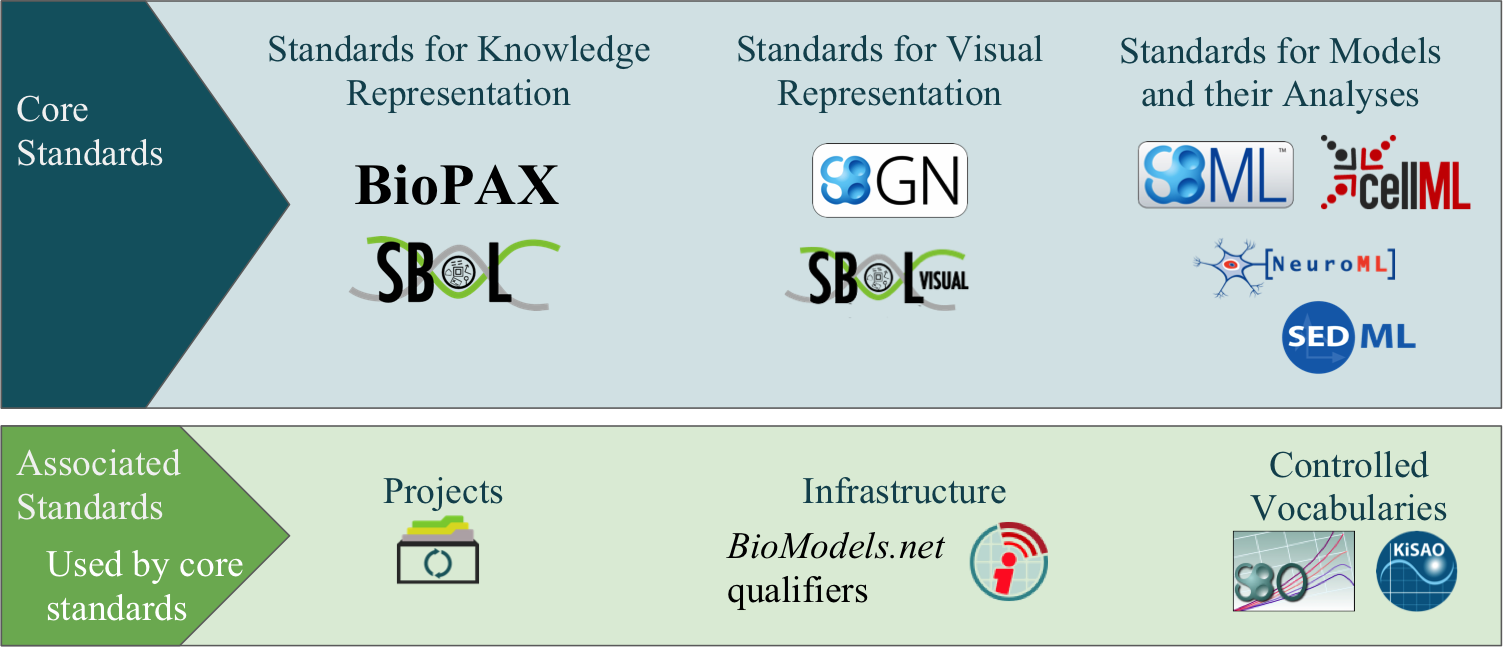 Core
Standards
Standards for Knowledge
Representation
BioPAX
SBOL
Standards for Visual
Representation
SBGN
SBOL VISUAL
Standards for Models
and their Analyses
SBML™
cellML
[NeuroML]
SED ML
Associated
Standards
Used by core
standards
Projects
Infrastructure
BioModels.net
qualifiers
i
Controlled
Vocabularies
SBO
KiSAO